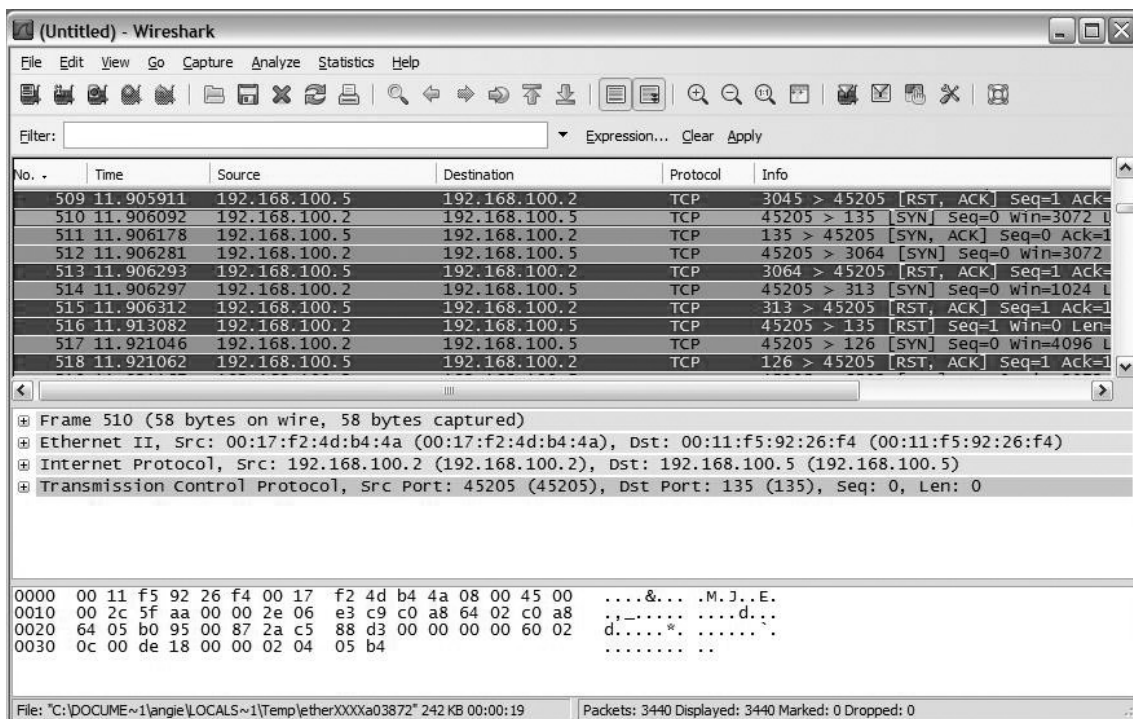 (Untitled) - Wireshark
File Edit View Go Capture Analyze Statistics Help
Filter: Expression... Clear Apply
No. Time Source Destination Protocol Info
509 11.905911 192.168.100.5 192.168.100.2 TCP 3045 > 45205 [RST, ACK] Seq=1 Ack=
510 11.906092 192.168.100.2 192.168.100.5 TCP 45205 > 135 [SYN] Seq=0 Win=3072 L
511 11.906178 192.168.100.5 192.168.100.2 TCP 135 > 45205 [SYN, ACK] Seq=0 Ack=1
512 11.906281 192.168.100.2 192.168.100.5 TCP 45205 > 3064 [SYN] Seq=0 Win=3072
513 11.906293 192.168.100.5 192.168.100.2 TCP 3064 > 45205 [RST, ACK] Seq=1 Ack=
514 11.906297 192.168.100.2 192.168.100.5 TCP 45205 > 313 [SYN] Seq=0 Win=1024 L
515 11.906312 192.168.100.5 192.168.100.2 TCP 313 > 45205 [RST, ACK] Seq=1 Ack=1
516 11.913082 192.168.100.2 192.168.100.5 TCP 45205 > 135 [RST] Seq=1 Win=0 Len=
517 11.921046 192.168.100.2 192.168.100.5 TCP 45205 > 126 [SYN] Seq=0 Win=4096 L
518 11.921062 192.168.100.5 192.168.100.2 TCP 126 > 45205 [RST, ACK] Seq=1 Ack=1
Frame 510 (58 bytes on wire, 58 bytes captured)
Ethernet II, Src: 00:17:f2:4d:b4:4a (00:17:f2:4d:b4:4a), Dst: 00:11:f5:92:26:f4 (00:11:f5:92:26:f4)
Internet Protocol, Src: 192.168.100.2 (192.168.100.2), Dst: 192.168.100.5 (192.168.100.5)
Transmission Control Protocol, Src Port: 45205 (45205), Dst Port: 135 (135), Seq: 0, Len: 0
0000 00 11 f5 92 26 f4 00 17 f2 4d b4 4a 08 00 45 00 ....&... .M.J..E.
0010 00 2c 5f aa 00 00 2e 06 e3 c9 c0 a8 64 02 c0 a8 .,_..... ....d...
0020 64 05 b0 95 00 87 2a c5 88 d3 00 00 00 00 60 02 d.....*. ......`.
0030 0c 00 de 18 00 00 02 04 05 b4 ........ ..
File: "C:\DOCUME~1\angie\LOCALS~1\Temp\etherXXXXa03872" 242 KB 00:00:19 Packets: 3440 Displayed: 3440 Marked: 0 Dropped: 0